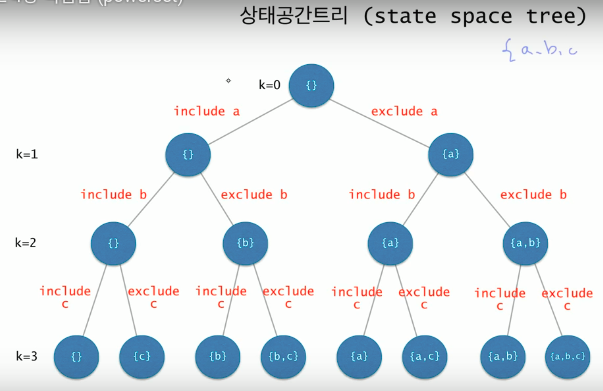 (powerset)
상태공간트리 (state space tree)
{a,b,c
k=0 {}
include a exclude a
k=1 {} {a}
include b exclude b include b exclude b
k=2 {} {b} {a} {a,b}
include exclude include exclude include exclude include exclude
c c c c c c c c
k=3 {} {c} {b} {b,c} {a} {a,c} {a,b} {a,b,c}